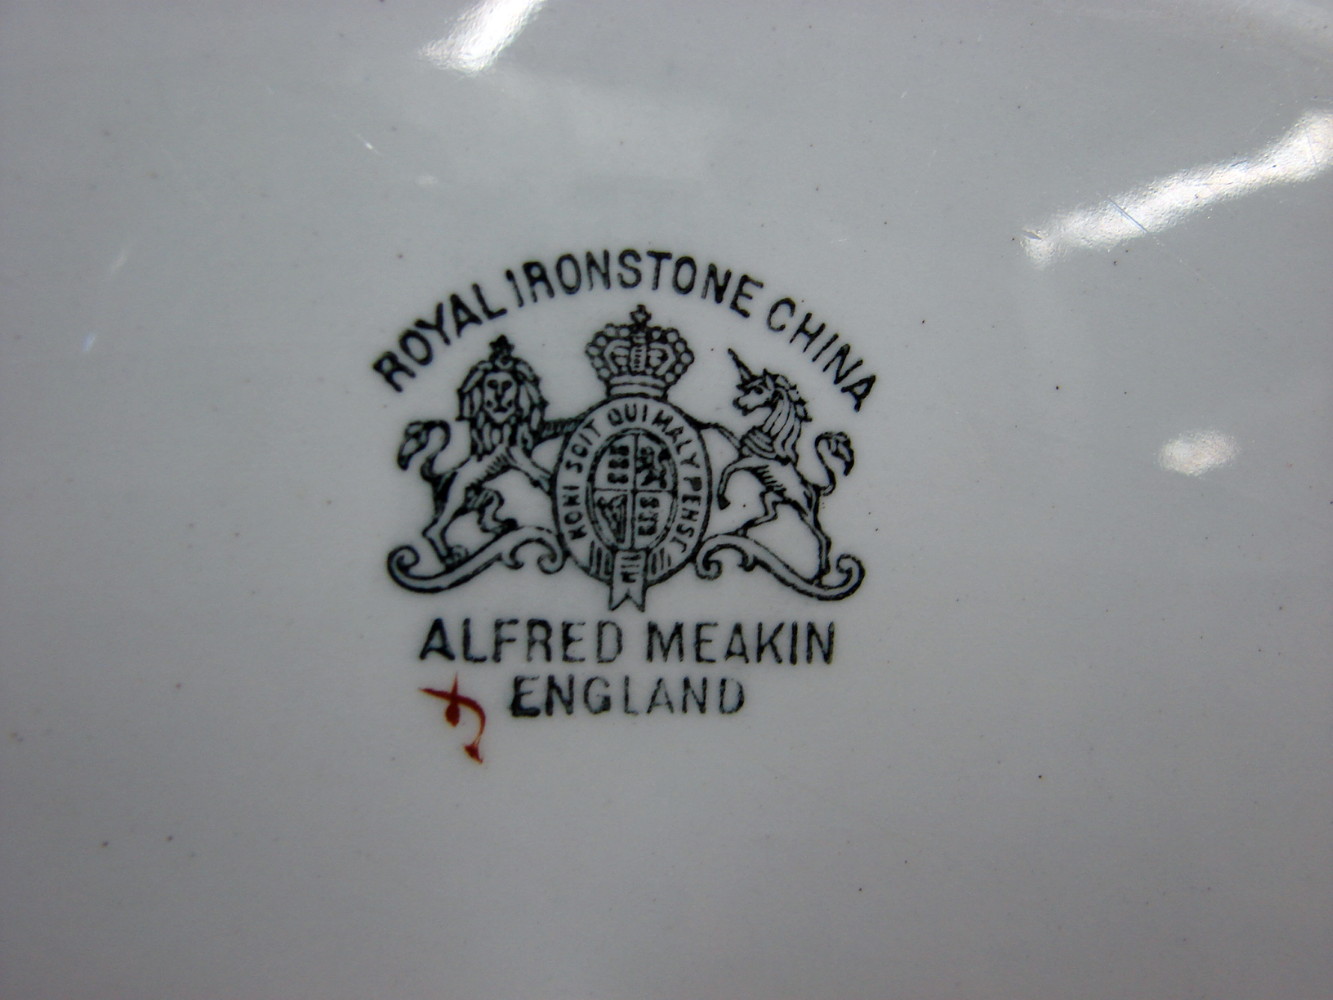 ROYAL IRONSTONE CHINA
HONI SOIT QUI MAL Y PENSE
ALFRED MEAKIN
ENGLAND